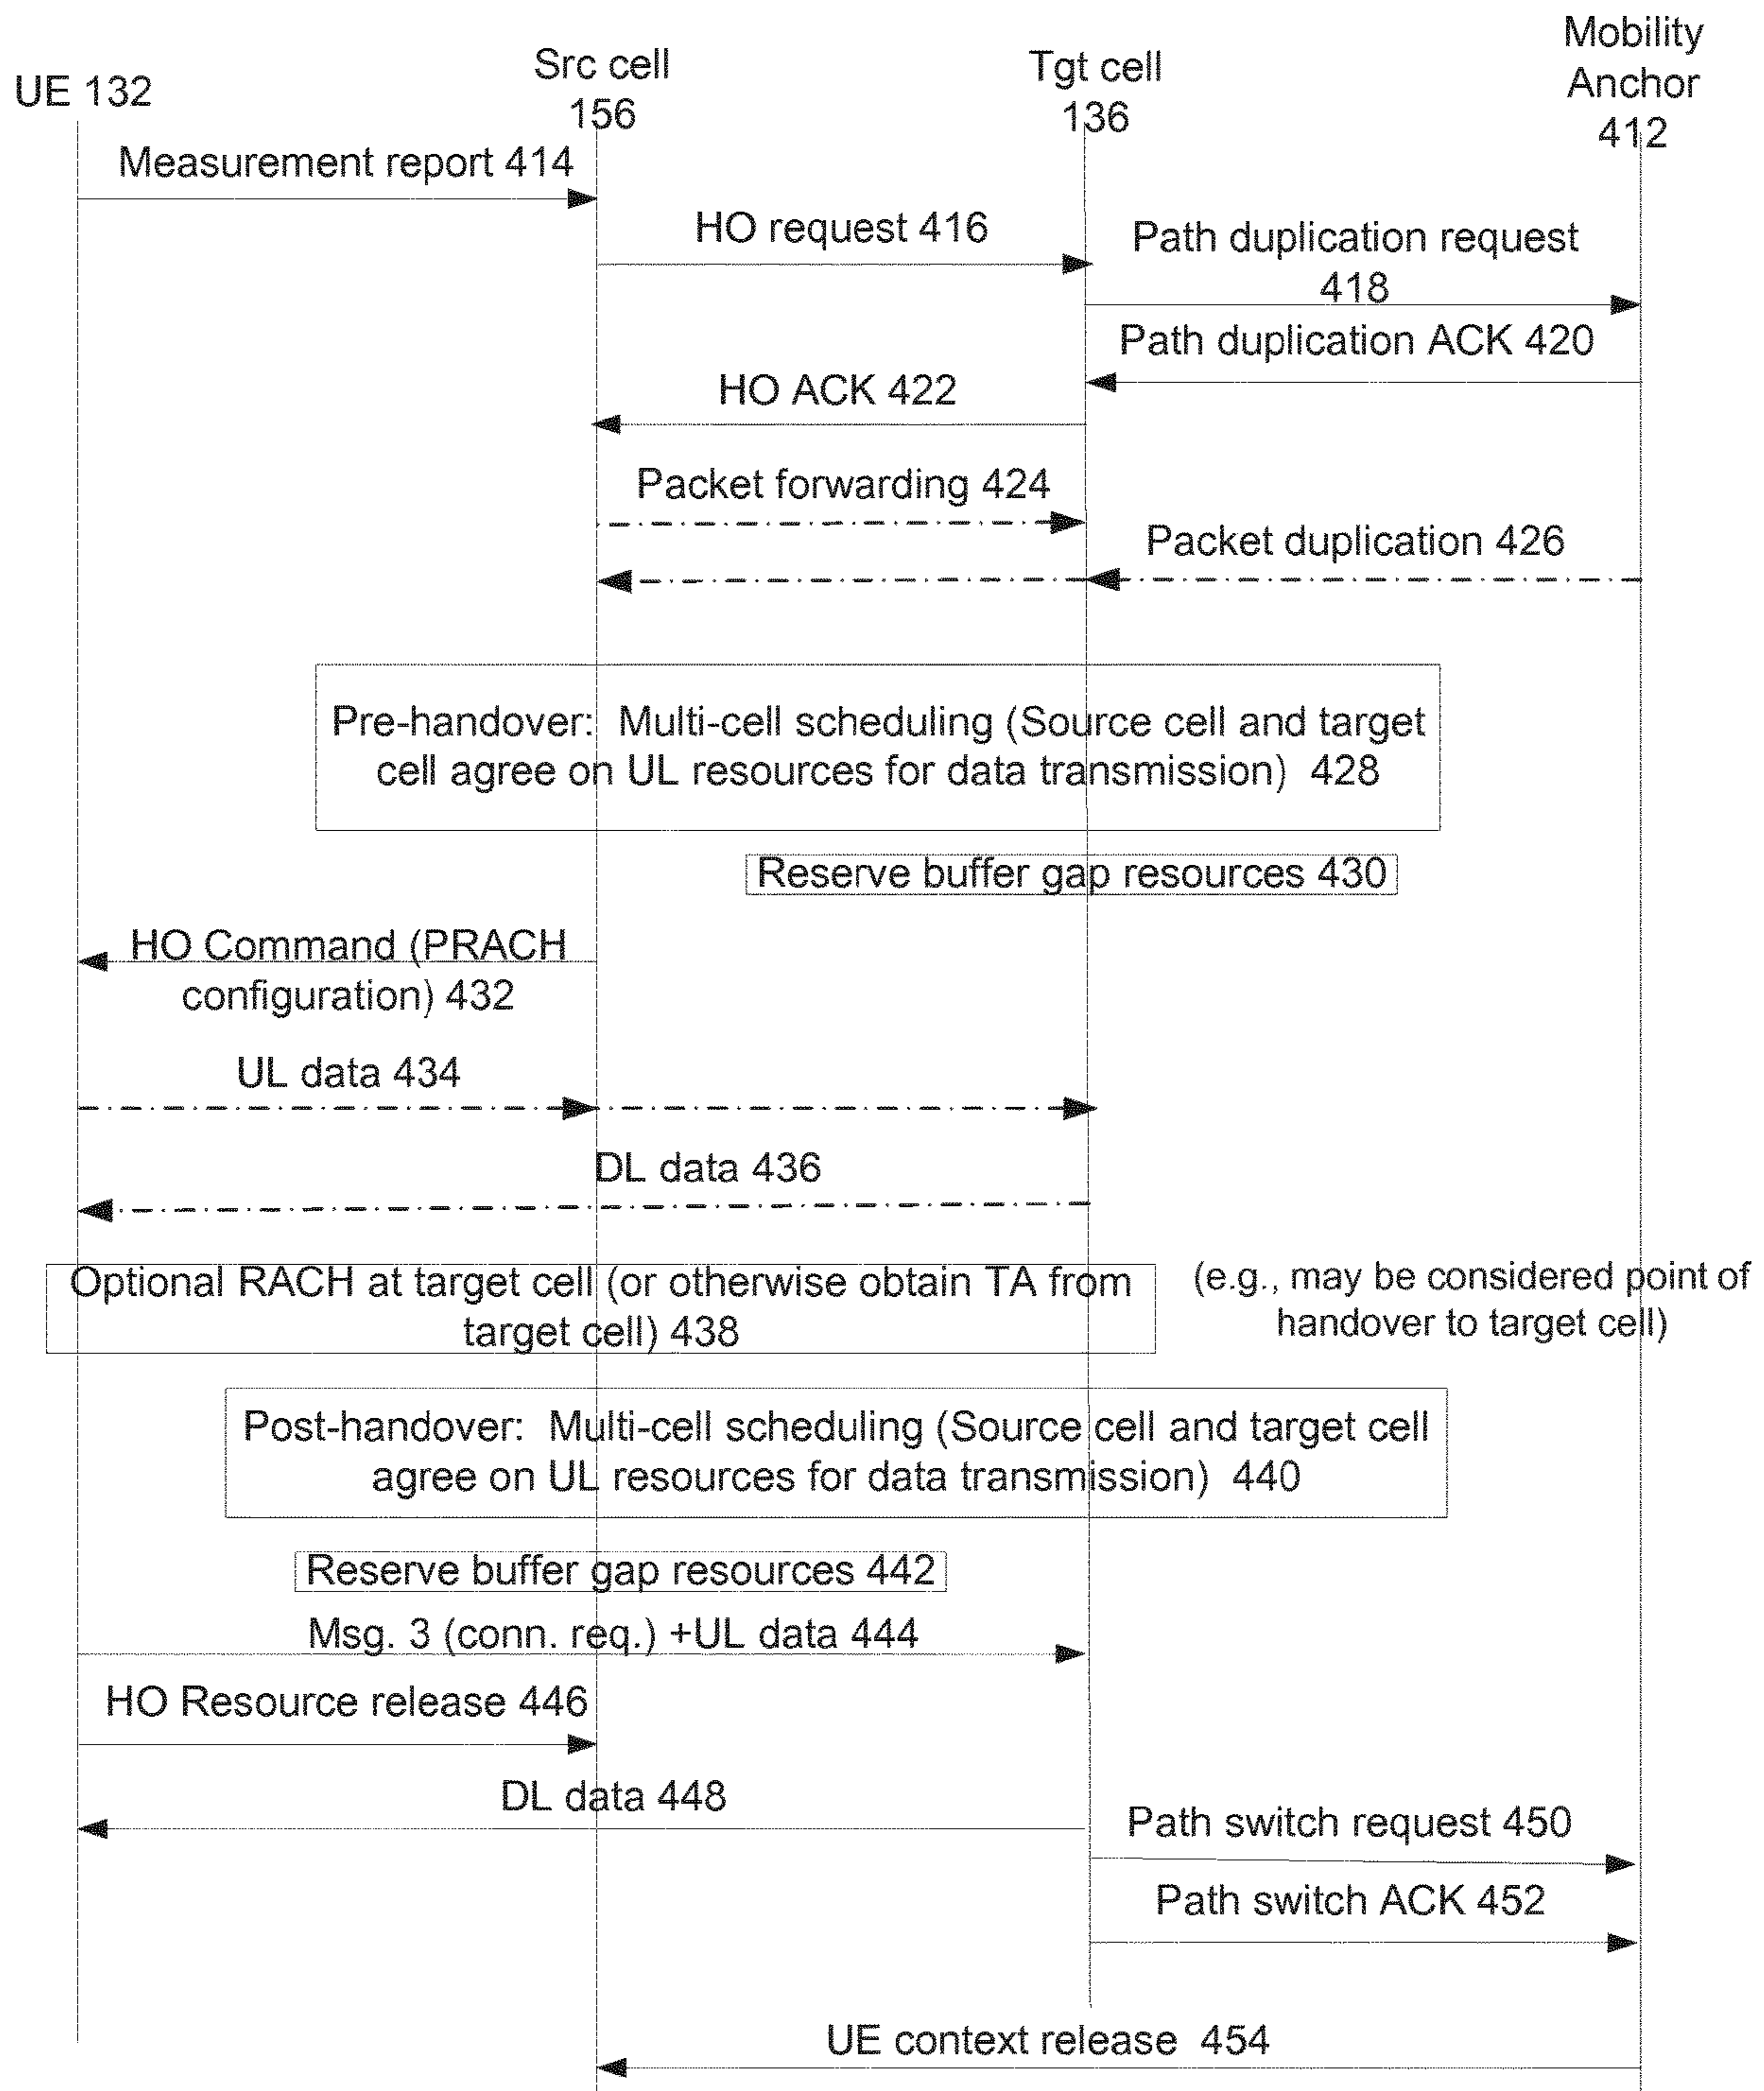 UE 132
Src cell
156
Tgt cell
136
Mobility
Anchor
412
Measurement report 414
HO request 416
Path duplication request
418
Path duplication ACK 420
HO ACK 422
Packet forwarding 424
Packet duplication 426
Pre-handover: Multi-cell scheduling (Source cell and target
cell agree on UL resources for data transmission) 428
Reserve buffer gap resources 430
HO Command (PRACH
configuration) 432
UL data 434
DL data 436
Optional RACH at target cell (or otherwise obtain TA from
target cell) 438
(e.g., may be considered point of
handover to target cell)
Post-handover: Multi-cell scheduling (Source cell and target cell
agree on UL resources for data transmission) 440
Reserve buffer gap resources 442
Msg. 3 (conn. req.) +UL data 444
HO Resource release 446
DL data 448
Path switch request 450
Path switch ACK 452
UE context release 454